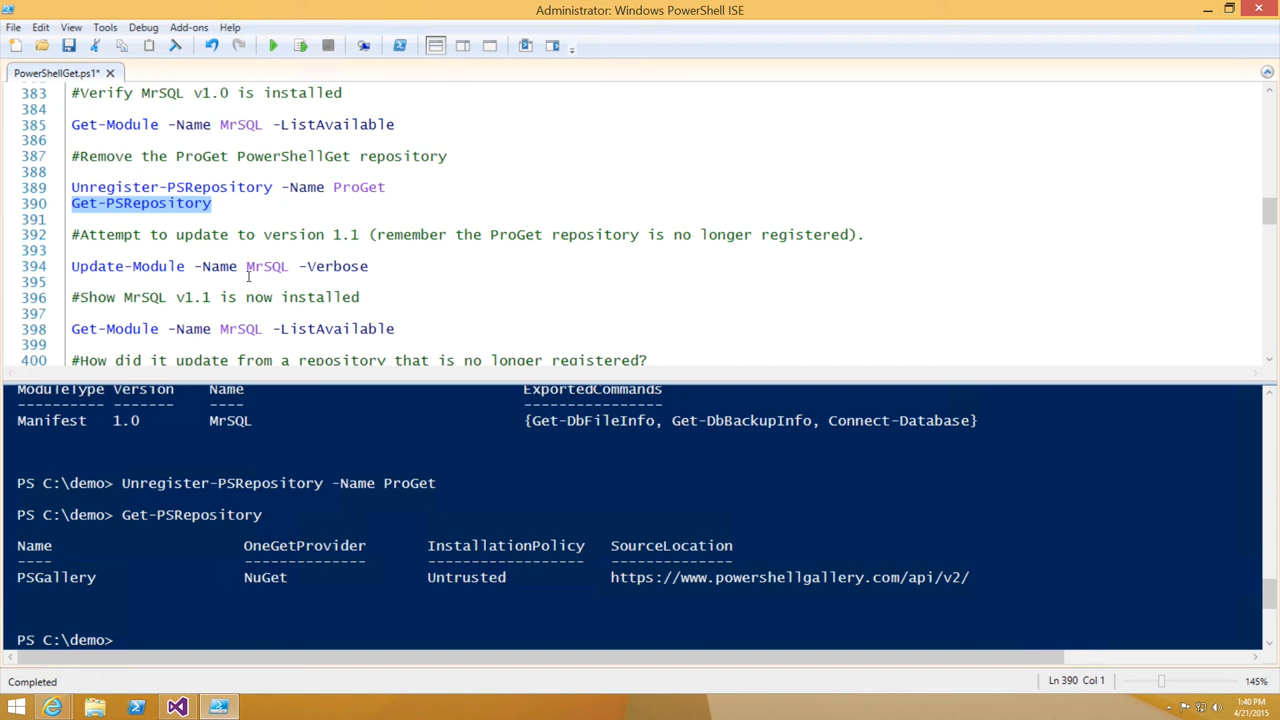 Administrator: Windows PowerShell ISE
File Edit View Tools Debug Add-ons Help
PowerShellGet.ps1*
383 #Verify MrSQL v1.0 is installed
384
385 Get-Module -Name MrSQL -ListAvailable
386
387 #Remove the ProGet PowerShellGet repository
388
389 Unregister-PSRepository -Name ProGet
390 Get-PSRepository
391
392 #Attempt to update to version 1.1 (remember the ProGet repository is no longer registered).
393
394 Update-Module -Name MrSQL -Verbose
395
396 #Show MrSQL v1.1 is now installed
397
398 Get-Module -Name MrSQL -ListAvailable
399
400 #How did it update from a repository that is no longer registered?
ModuleType Version Name ExportedCommands
---------- ------- ---- ----------------
Manifest 1.0 MrSQL {Get-DbFileInfo, Get-DbBackupInfo, Connect-Database}
PS C:\demo> Unregister-PSRepository -Name ProGet
PS C:\demo> Get-PSRepository
Name OneGetProvider InstallationPolicy SourceLocation
---- -------------- ------------------ --------------
PSGallery NuGet Untrusted https://www.powershellgallery.com/api/v2/
PS C:\demo>
Completed Ln 390 Col 1 145%
1:40 PM
4/21/2015